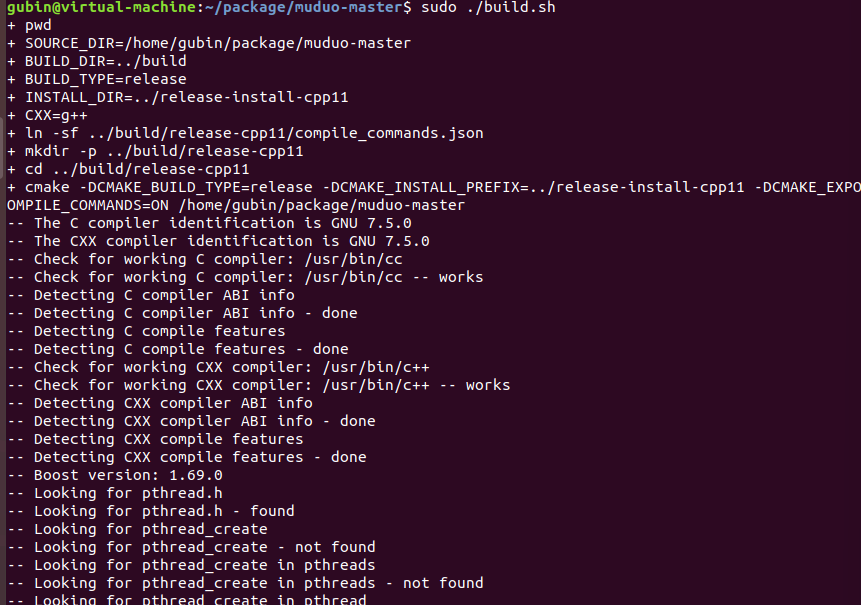 gubin@virtual-machine:~/package/muduo-master$ sudo ./build.sh
+ pwd
+ SOURCE_DIR=/home/gubin/package/muduo-master
+ BUILD_DIR=../build
+ BUILD_TYPE=release
+ INSTALL_DIR=../release-install-cpp11
+ CXX=g++
+ ln -sf ../build/release-cpp11/compile_commands.json
+ mkdir -p ../build/release-cpp11
+ cd ../build/release-cpp11
+ cmake -DCMAKE_BUILD_TYPE=release -DCMAKE_INSTALL_PREFIX=../release-install-cpp11 -DCMAKE_EXPO
OMPILE_COMMANDS=ON /home/gubin/package/muduo-master
-- The C compiler identification is GNU 7.5.0
-- The CXX compiler identification is GNU 7.5.0
-- Check for working C compiler: /usr/bin/cc
-- Check for working C compiler: /usr/bin/cc -- works
-- Detecting C compiler ABI info
-- Detecting C compiler ABI info - done
-- Detecting C compile features
-- Detecting C compile features - done
-- Check for working CXX compiler: /usr/bin/c++
-- Check for working CXX compiler: /usr/bin/c++ -- works
-- Detecting CXX compiler ABI info
-- Detecting CXX compiler ABI info - done
-- Detecting CXX compile features
-- Detecting CXX compile features - done
-- Boost version: 1.69.0
-- Looking for pthread.h
-- Looking for pthread.h - found
-- Looking for pthread_create
-- Looking for pthread_create - not found
-- Looking for pthread_create in pthreads
-- Looking for pthread_create in pthreads - not found
-- Looking for pthread_create in pthread